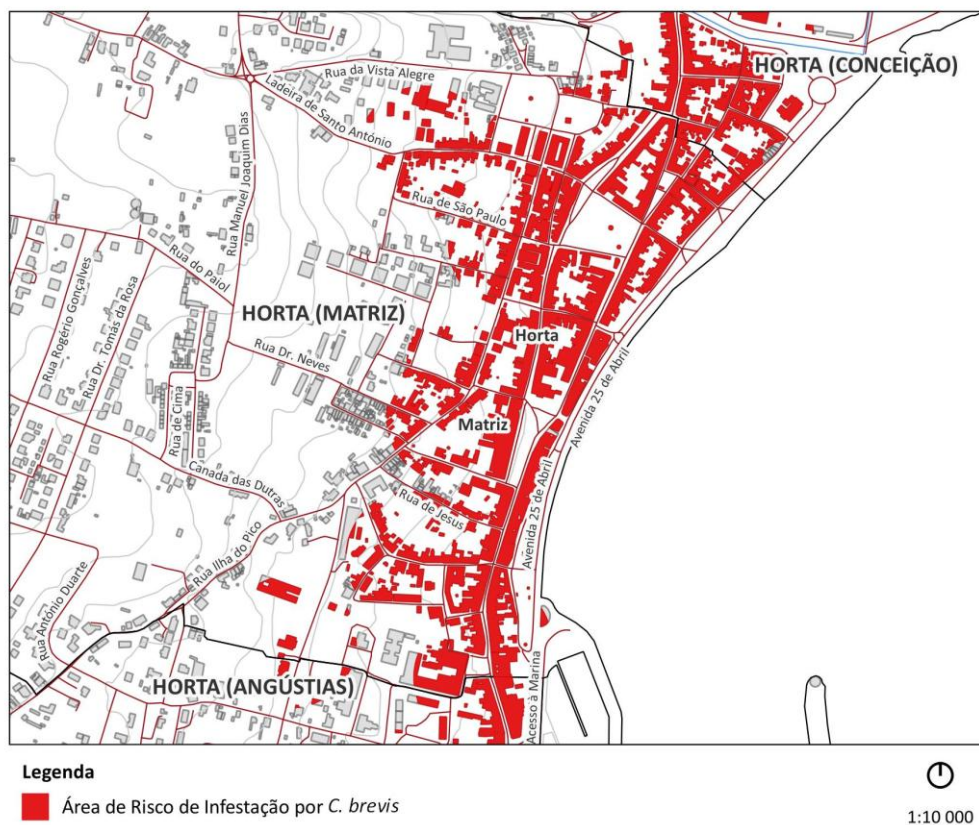 HORTA (CONCEIÇÃO)
Rua da Vista Alegre
Ladeira de Santo António
Rua Manuel Joaquim Dias
Rua de São Paulo
Rua do Paiol
Rua Rogério Gonçalves
Rua Dr. Tomás da Rosa
HORTA (MATRIZ)
Horta
Rua Dr. Neves
Avenida 25 de Abril
Rua de Cima
Matriz
Canada das Dutras
Rua de Jesus
Avenida 25 de Abril
Rua Ilha do Pico
Rua António Duarte
HORTA (ANGÚSTIAS)
Acesso à Marina
Legenda
Área de Risco de Infestação por C. brevis
1:10 000